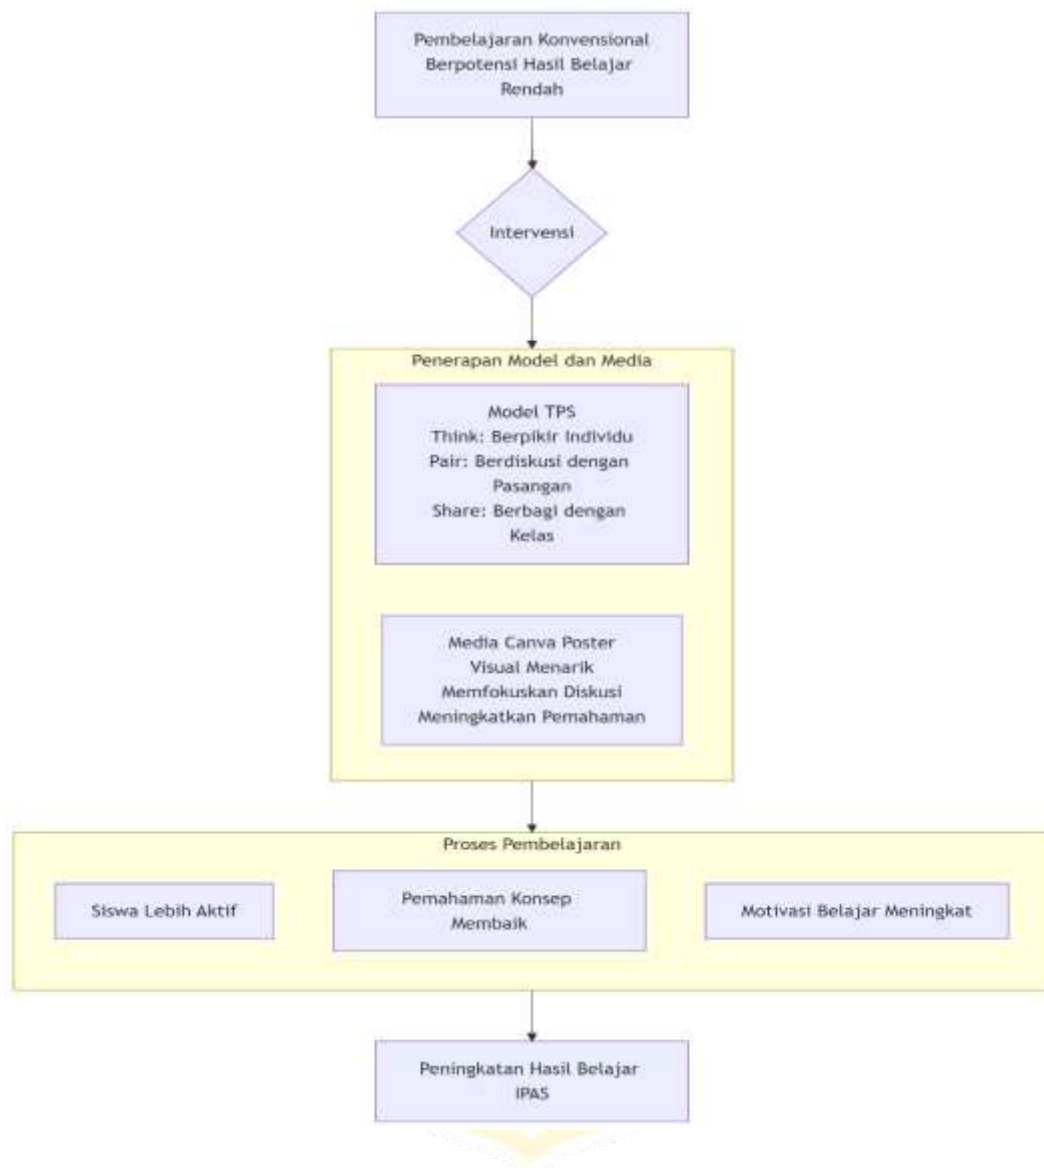 Pembelajaran Konvensional
Berpotensi Hasil Belajar
Rendah
Intervensi
Penerapan Model dan Media
Model TPS
Think: Berpikir Individu
Pair: Berdiskusi dengan
Pasangan
Share: Berbagi dengan
Kelas
Media Canva Poster
Visual Menarik
Memfokuskan Diskusi
Meningkatkan Pemahaman
Proses Pembelajaran
Siswa Lebih Aktif
Pemahaman Konsep
Membaik
Motivasi Belajar Meningkat
Peningkatan Hasil Belajar
IPAS